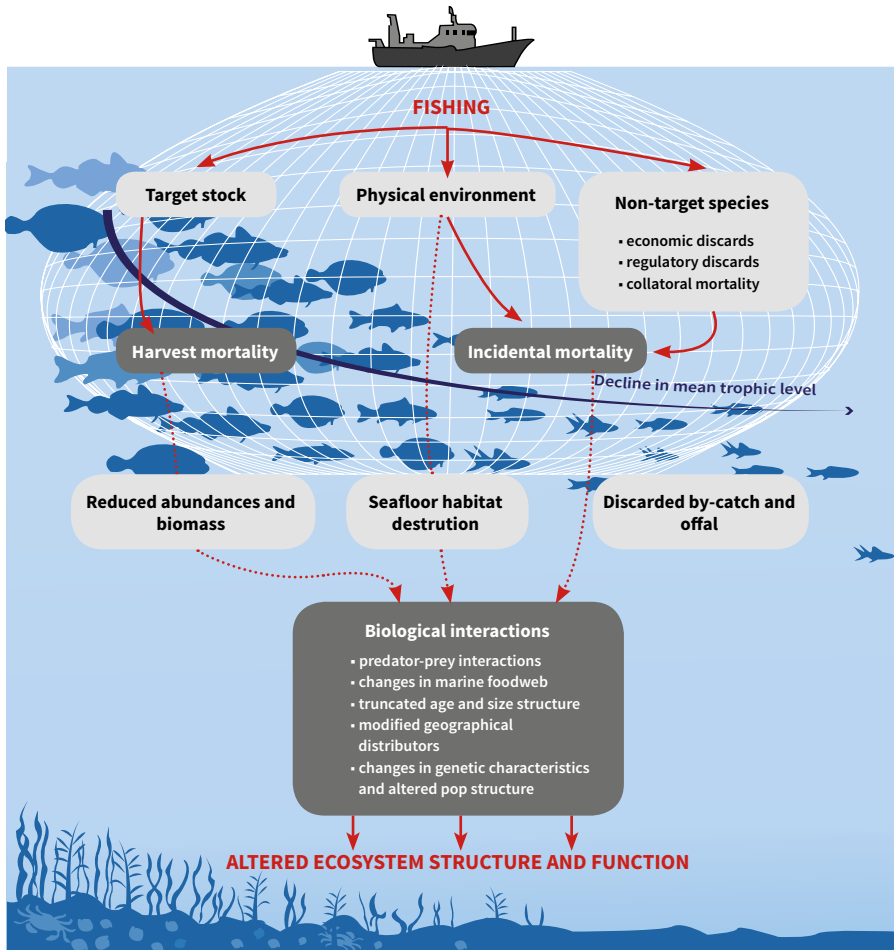 FISHING
Target stock
Physical environment
Non-target species
▪ economic discards
▪ regulatory discards
▪ collatoral mortality
Harvest mortality
Incidental mortality
Decline in mean trophic level
Reduced abundances and
biomass
Seafloor habitat
destrution
Discarded by-catch and
offal
Biological interactions
▪ predator-prey interactions
▪ changes in marine foodweb
▪ truncated age and size structure
▪ modified geographical
distributors
▪ changes in genetic characteristics
and altered pop structure
ALTERED ECOSYSTEM STRUCTURE AND FUNCTION